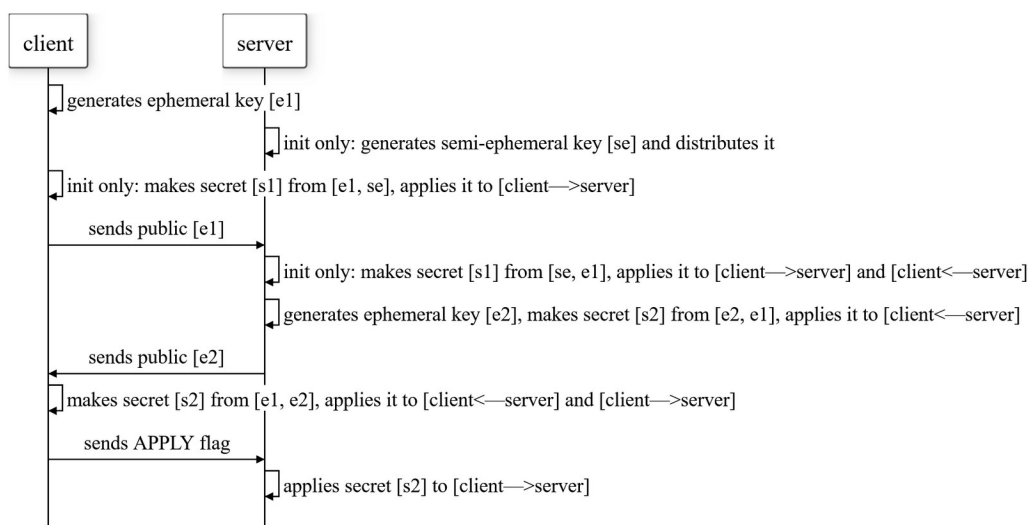 client
server
generates ephemeral key [e1]
init only: generates semi-ephemeral key [se] and distributes it
init only: makes secret [s1] from [e1, se], applies it to [client—>server]
sends public [e1]
init only: makes secret [s1] from [se, e1], applies it to [client—>server] and [client<—server]
generates ephemeral key [e2], makes secret [s2] from [e2, e1], applies it to [client<—server]
sends public [e2]
makes secret [s2] from [e1, e2], applies it to [client<—server] and [client—>server]
sends APPLY flag
applies secret [s2] to [client—>server]